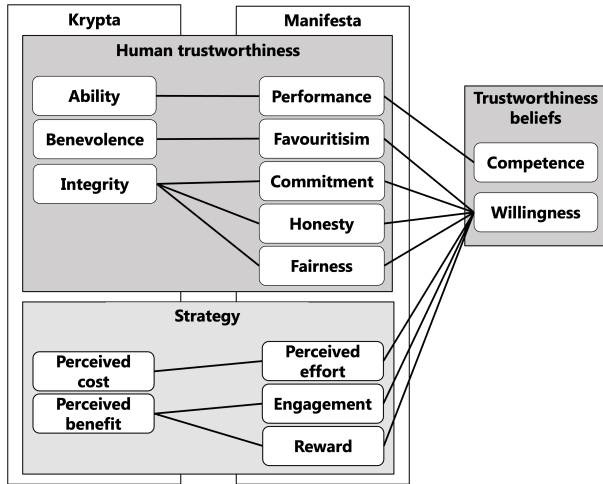 Krypta
Manifesta
Human trustworthiness
Ability
Performance
Benevolence
Favouritisim
Integrity
Commitment
Honesty
Fairness
Trustworthiness
beliefs
Competence
Willingness
Strategy
Perceived
cost
Perceived
effort
Perceived
benefit
Engagement
Reward